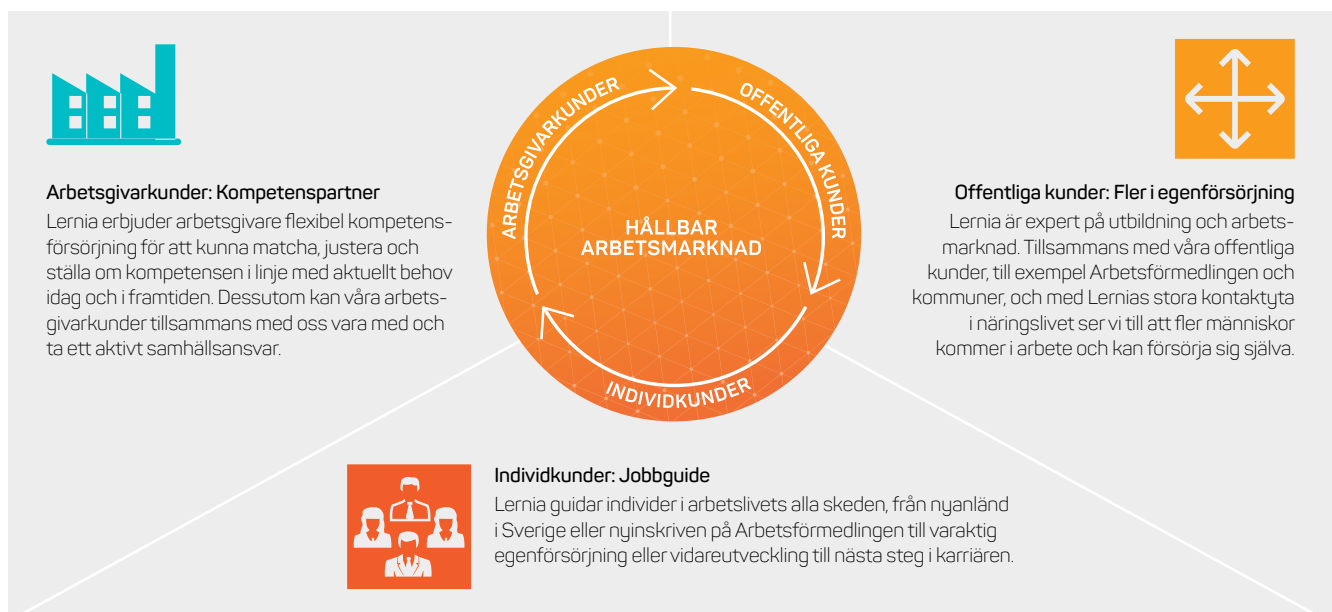 ARBETSGIVARKUNDER
OFFENTLIGA KUNDER
HÅLLBAR
ARBETSMARKNAD
INDIVIDKUNDER
Arbetsgivarkunder: Kompetenspartner
Lernia erbjuder arbetsgivare flexibel kompetens-
försörjning för att kunna matcha, justera och
ställa om kompetensen i linje med aktuellt behov
idag och i framtiden. Dessutom kan våra arbets-
givarkunder tillsammans med oss vara med och
ta ett aktivt samhällsansvar.
Offentliga kunder: Fler i egenförsörjning
Lernia är expert på utbildning och arbets-
marknad. Tillsammans med våra offentliga
kunder, till exempel Arbetsförmedlingen och
kommuner, och med Lernias stora kontaktyta
i näringslivet ser vi till att fler människor
kommer i arbete och kan försörja sig själva.
Individkunder: Jobbguide
Lernia guidar individer i arbetslivets alla skeden, från nyanländ
i Sverige eller nyinskriven på Arbetsförmedlingen till varaktig
egenförsörjning eller vidareutveckling till nästa steg i karriären.